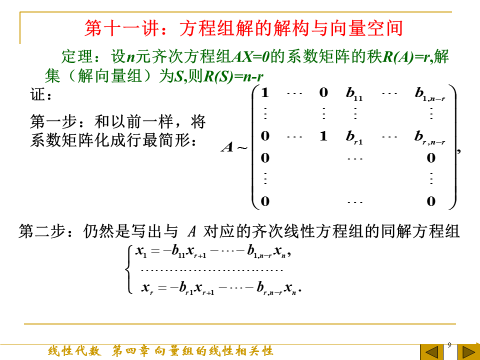 第十一讲：方程组解的解构与向量空间
定理：设n元齐次方程组AX=0的系数矩阵的秩R(A)=r,解
集（解向量组）为S,则R(S)=n-r
证：
第一步：和以前一样，将
系数矩阵化成行最简形：
1 ⋯ 0 b₁₁ ⋯ b₁,ₙ₋ᵣ
⋮ ⋮ ⋮ ⋮
A ~ 0 ⋯ 1 bᵣ₁ ⋯ bᵣ,ₙ₋ᵣ ,
0 ⋯ 0
⋮ ⋮
0 ⋯ 0
第二步：仍然是写出与 A 对应的齐次线性方程组的同解方程组
x₁ = −b₁₁xᵣ₊₁ − ⋯ − b₁,ₙ₋ᵣxₙ,
⋯⋯⋯⋯⋯⋯⋯⋯⋯⋯
xᵣ = −bᵣ₁xᵣ₊₁ − ⋯ − bᵣ,ₙ₋ᵣxₙ.
线性代数 第四章 向量组的线性相关性
9